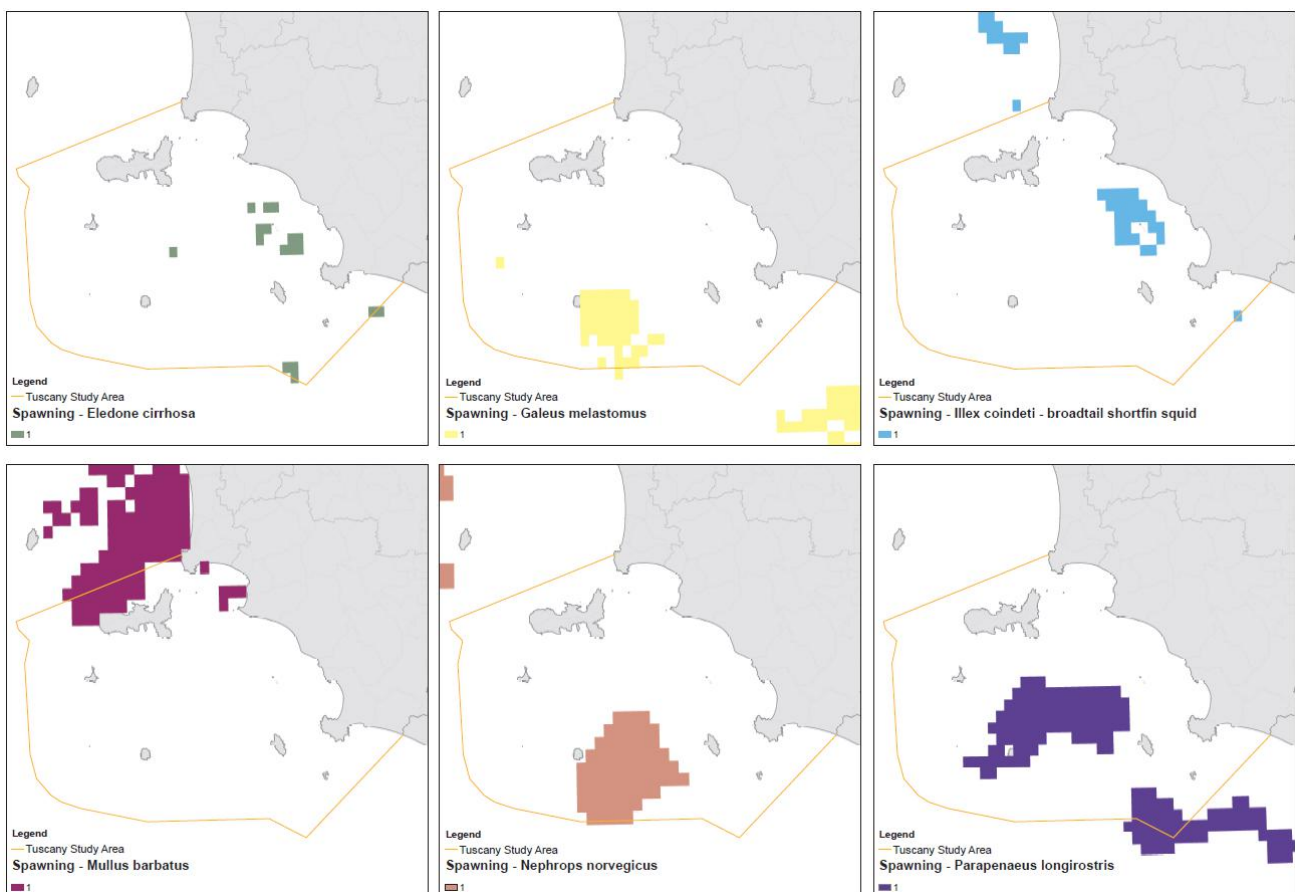 Legend
Tuscany Study Area
Spawning - Eledone cirrhosa
1
Legend
Tuscany Study Area
Spawning - Galeus melastomus
1
Legend
Tuscany Study Area
Spawning - Illex coindeti - broadtail shortfin squid
1
Legend
Tuscany Study Area
Spawning - Mullus barbatus
1
Legend
Tuscany Study Area
Spawning - Nephrops norvegicus
1
Legend
Tuscany Study Area
Spawning - Parapenaeus longirostris
1